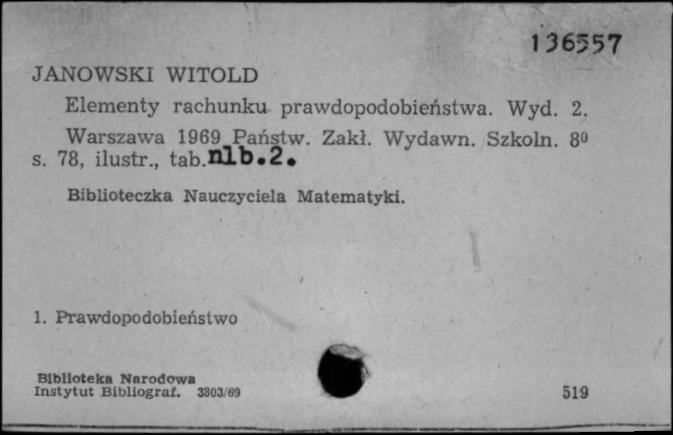 136557
JANOWSKI WITOLD
Elementy rachunku prawdopodobieństwa. Wyd. 2.
Warszawa 1969 Państw. Zakł. Wydawn. Szkoln. 8⁰
s. 78, ilustr., tab.nlb.2.
Biblioteczka Nauczyciela Matematyki.
1. Prawdopodobieństwo
Biblioteka Narodowa
Instytut Bibliograf. 3803/69
519